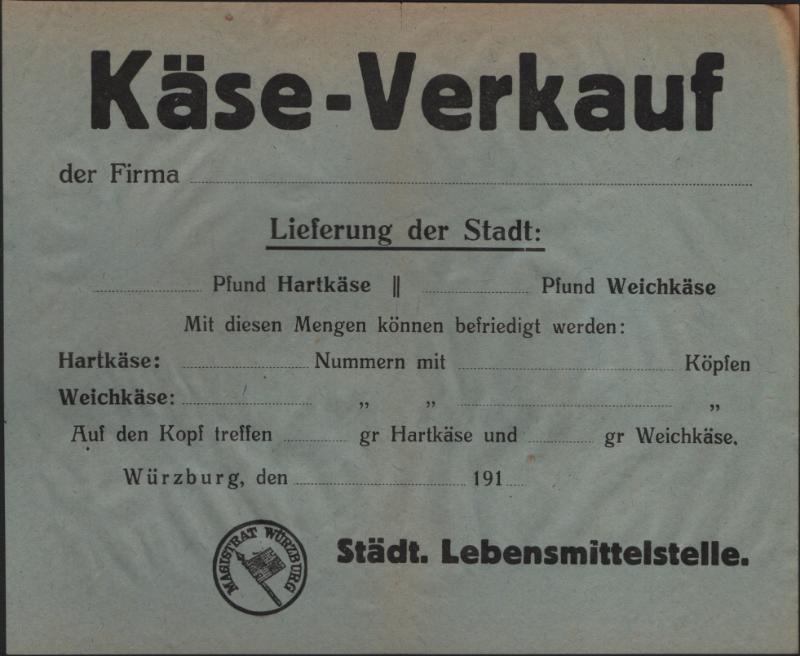 Käse-Verkauf
der Firma
Lieferung der Stadt:
Pfund Hartkäse || Pfund Weichkäse
Mit diesen Mengen können befriedigt werden:
Hartkäse: Nummern mit Köpfen
Weichkäse: „ „ „
Auf den Kopf treffen gr Hartkäse und gr Weichkäse.
Würzburg, den 191
Städt. Lebensmittelstelle.
MAGISTRAT WÜRZBURG